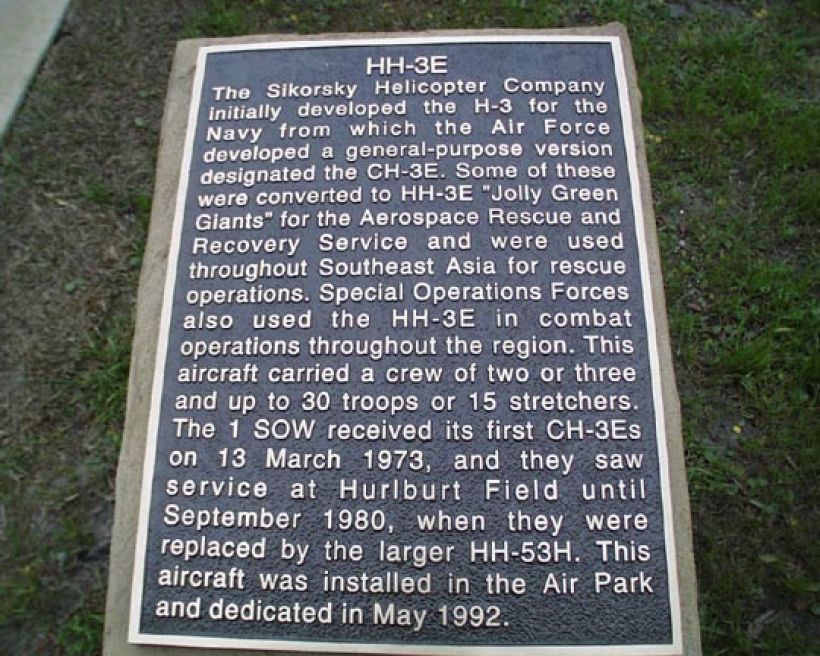 HH-3E
The Sikorsky Helicopter Company
initially developed the H-3 for the
Navy from which the Air Force
developed a general-purpose version
designated the CH-3E. Some of these
were converted to HH-3E "Jolly Green
Giants" for the Aerospace Rescue and
Recovery Service and were used
throughout Southeast Asia for rescue
operations. Special Operations Forces
also used the HH-3E in combat
operations throughout the region. This
aircraft carried a crew of two or three
and up to 30 troops or 15 stretchers.
The 1 SOW received its first CH-3Es
on 13 March 1973, and they saw
service at Hurlburt Field until
September 1980, when they were
replaced by the larger HH-53H. This
aircraft was installed in the Air Park
and dedicated in May 1992.